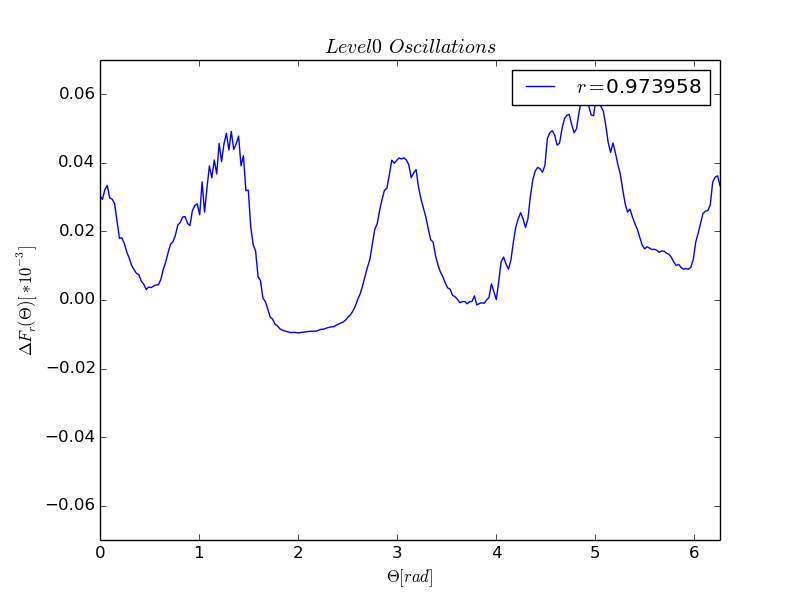 Level0 Oscillations
r=0.973958
0.06
0.04
0.02
0.00
−0.02
−0.04
−0.06
ΔF_r(Θ)[*10^{-3}]
0 1 2 3 4 5 6
Θ[rad]